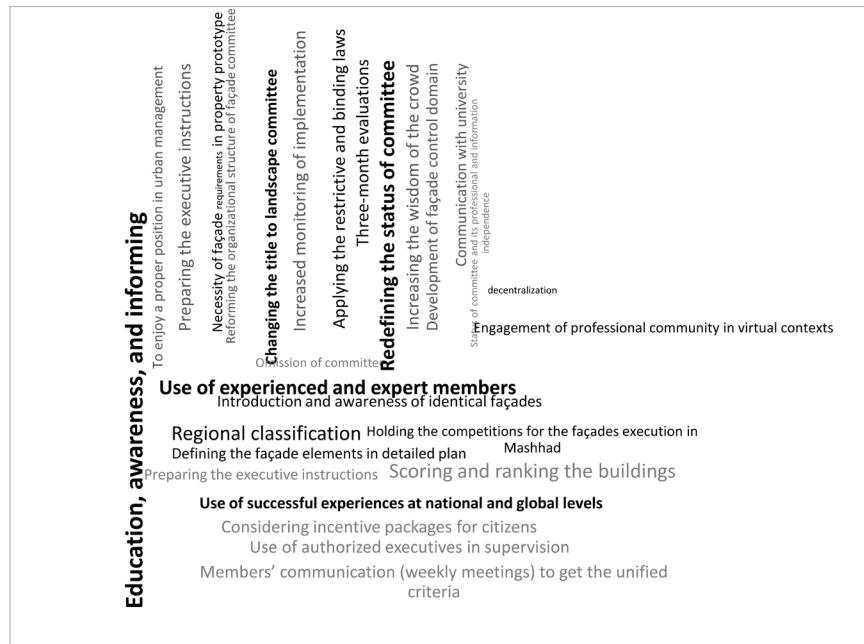 Education, awareness, and informing
To enjoy a proper position in urban management
Preparing the executive instructions
Necessity of façade requirements in property prototype
Reforming the organizational structure of façade committee
Changing the title to landscape committee
Increased monitoring of implementation
Applying the restrictive and binding laws
Three-month evaluations
Redefining the status of committee
Increasing the wisdom of the crowd
Development of façade control domain
Communication with university
Status of committee and its professional and information
independence
decentralization
Engagement of professional community in virtual contexts
Omission of committee
Use of experienced and expert members
Introduction and awareness of identical façades
Regional classification
Holding the competitions for the façades execution in
Mashhad
Defining the façade elements in detailed plan
Preparing the executive instructions
Scoring and ranking the buildings
Use of successful experiences at national and global levels
Considering incentive packages for citizens
Use of authorized executives in supervision
Members' communication (weekly meetings) to get the unified
criteria